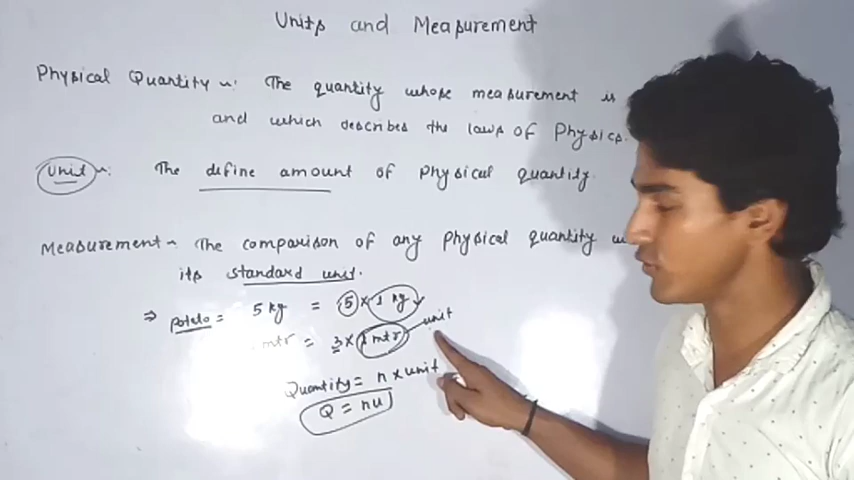 Units and Measurement
Physical Quantity ~: The quantity whose measurement is
and which describes the laws of Physics.
Unit ~: The define amount of physical quantity.
Measurement ~ The comparison of any physical quantity
its standard unit.
⇒ potato = 5 kg = 5 × 1 kg
mtr = 3 × 1 mtr unit
Quantity = n × unit
Q = nu